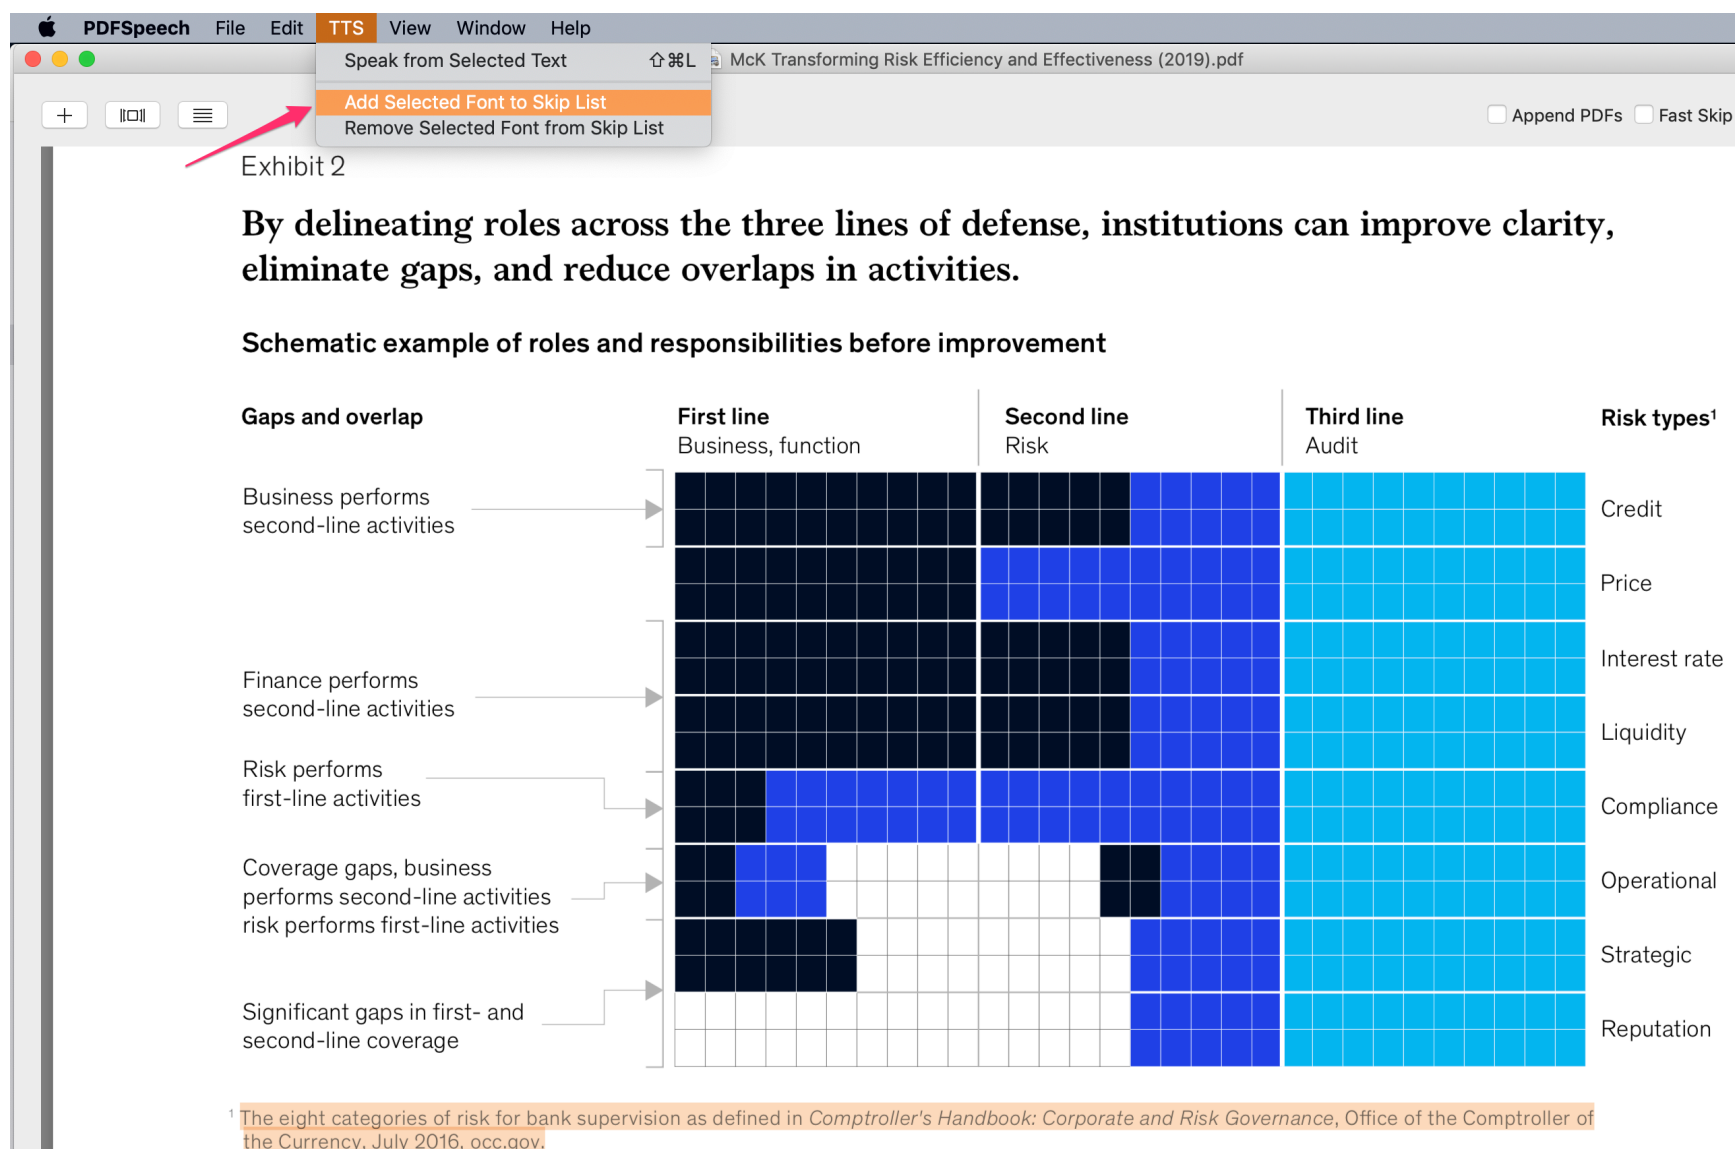 PDFSpeech File Edit TTS View Window Help
Speak from Selected Text ⇧⌘L
McK Transforming Risk Efficiency and Effectiveness (2019).pdf
Add Selected Font to Skip List
Remove Selected Font from Skip List
Append PDFs Fast Skip
Exhibit 2
By delineating roles across the three lines of defense, institutions can improve clarity,
eliminate gaps, and reduce overlaps in activities.
Schematic example of roles and responsibilities before improvement
Gaps and overlap
First line
Business, function
Second line
Risk
Third line
Audit
Risk types¹
Business performs
second-line activities
Finance performs
second-line activities
Risk performs
first-line activities
Coverage gaps, business
performs second-line activities
risk performs first-line activities
Significant gaps in first- and
second-line coverage
Credit
Price
Interest rate
Liquidity
Compliance
Operational
Strategic
Reputation
¹ The eight categories of risk for bank supervision as defined in Comptroller's Handbook: Corporate and Risk Governance, Office of the Comptroller of
the Currency, July 2016, occ.gov.